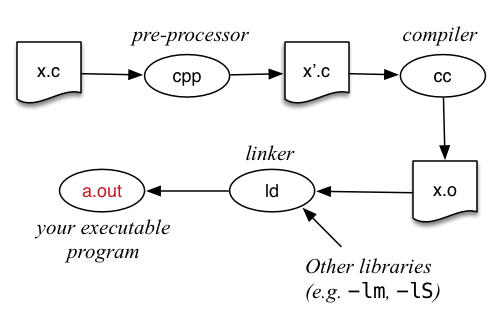 pre-processor
compiler
x.c
cpp
x'.c
cc
linker
a.out
ld
x.o
your executable
program
Other libraries
(e.g. -lm, -lS)